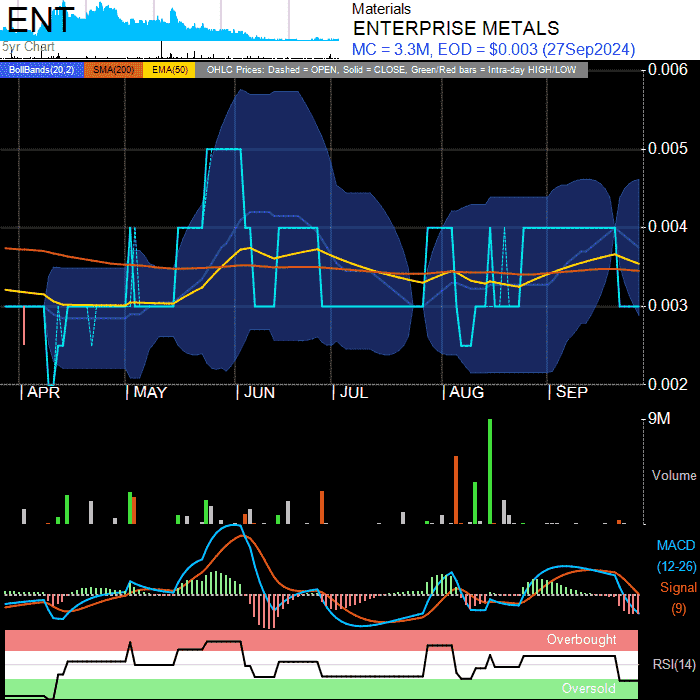 ENT
5yr Chart
Materials
ENTERPRISE METALS
MC = 3.3M, EOD = $0.003 (27Sep2024)
BollBands(20,2) SMA(200) EMA(50) OHLC Prices: Dashed = OPEN, Solid = CLOSE, Green/Red bars = Intra-day HIGH/LOW
0.006
0.005
0.004
0.003
0.002
APR MAY JUN JUL AUG SEP
9M
Volume
MACD
(12-26)
Signal
(9)
Overbought
RSI(14)
Oversold